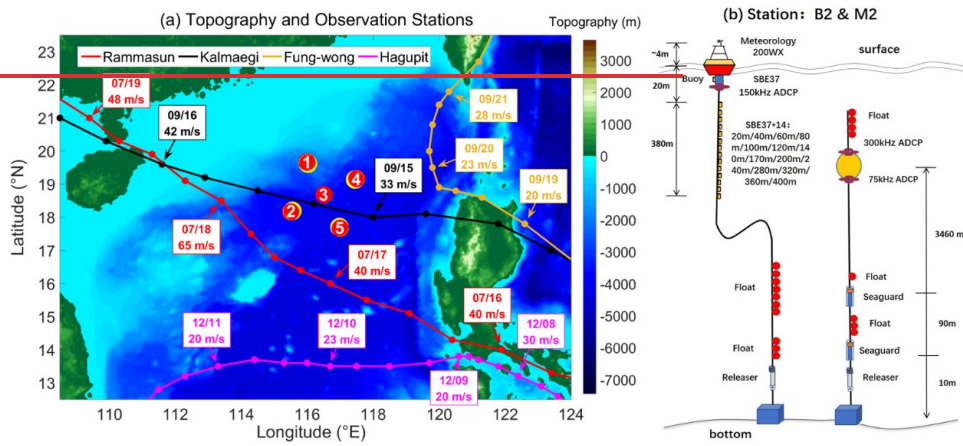 (a) Topography and Observation Stations
Topography (m)
Rammasun
Kalmaegi
Fung-wong
Hagupit
23
22
21
20
19
18
17
16
15
14
13
Latitude (°N)
110
112
114
116
118
120
122
124
Longitude (°E)
07/19
48 m/s
09/16
42 m/s
09/21
28 m/s
09/20
23 m/s
09/15
33 m/s
09/19
20 m/s
1
4
3
2
5
07/18
65 m/s
07/17
40 m/s
07/16
40 m/s
12/11
20 m/s
12/10
23 m/s
12/08
30 m/s
12/09
20 m/s
3000
2000
1000
0
-1000
-2000
-3000
-4000
-5000
-6000
-7000
(b) Station: B2 & M2
Meteorology
200WX
surface
~4m
Buoy
SBE37
20m
150kHz ADCP
380m
SBE37*14:
20m/40m/60m/80
m/100m/120m/14
0m/170m/200m/2
40m/280m/320m/
360m/400m
Float
300kHz ADCP
75kHz ADCP
3460 m
Float
Float
Seaguard
Float
90m
Float
Seaguard
Releaser
Releaser
10m
bottom